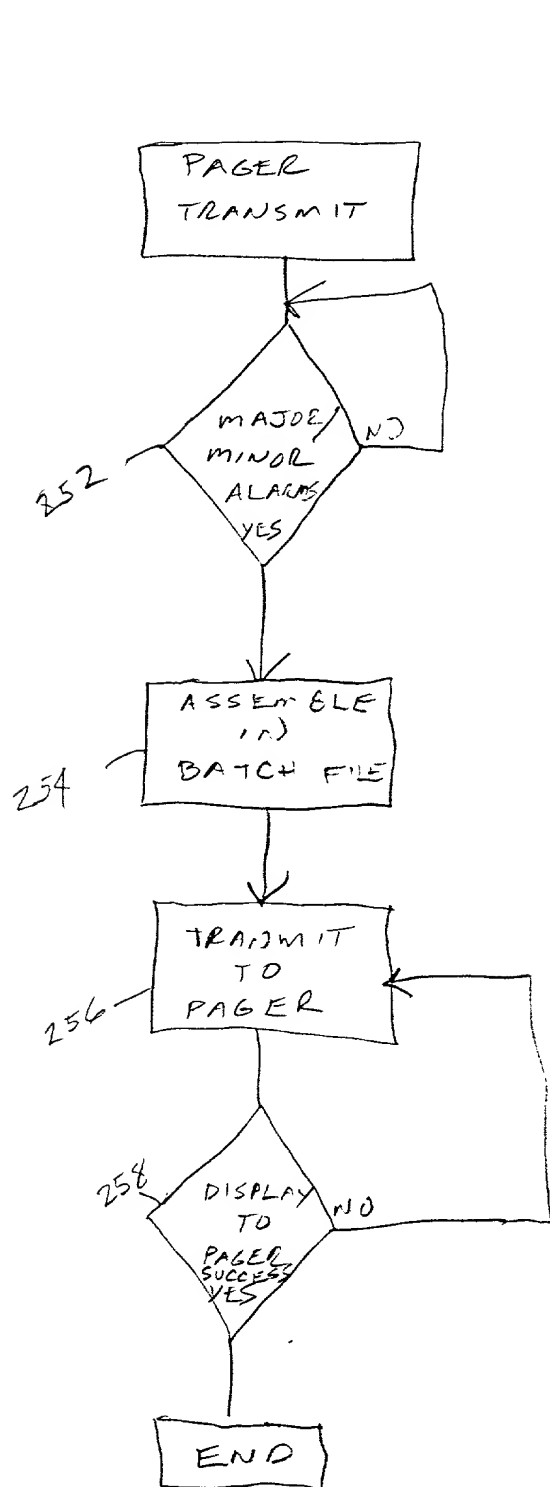 PAGER
TRANSMIT
MAJOR/
NO
MINOR
252
ALARMS
YES
ASSEMBLE
IN
BATCH FILE
254
TRANMIT
TO
PAGER
256
258
DISPLAY
NO
TO
PAGER
SUCCESS
YES
END